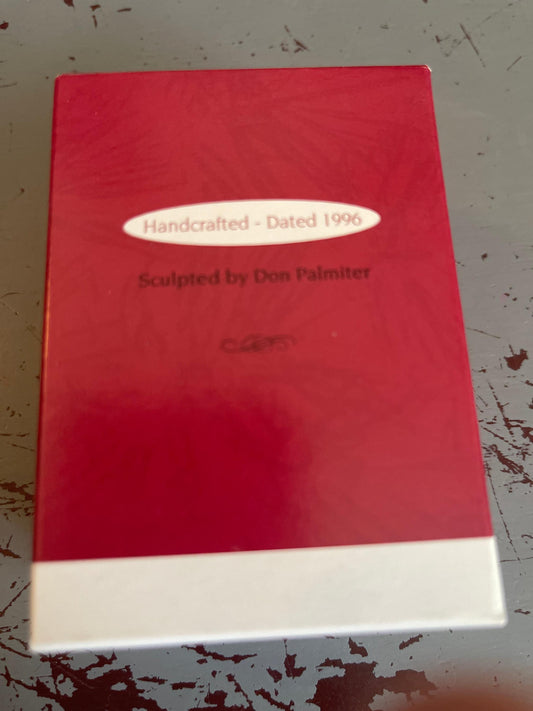 Handcrafted - Dated 1996
Sculpted by Don Palmiter